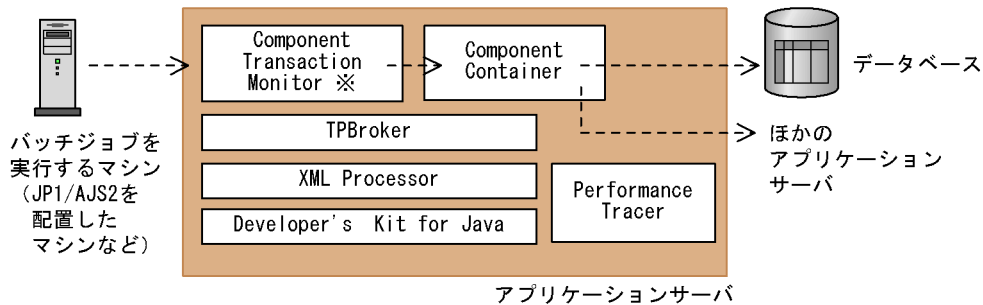 バッチジョブを
実行するマシン
(JP1/AJS2を
配置した
マシンなど)
Component
Transaction
Monitor ※
Component
Container
TPBroker
XML Processor
Developer's Kit for Java
Performance
Tracer
アプリケーションサーバ
データベース
ほかの
アプリケーション
サーバ